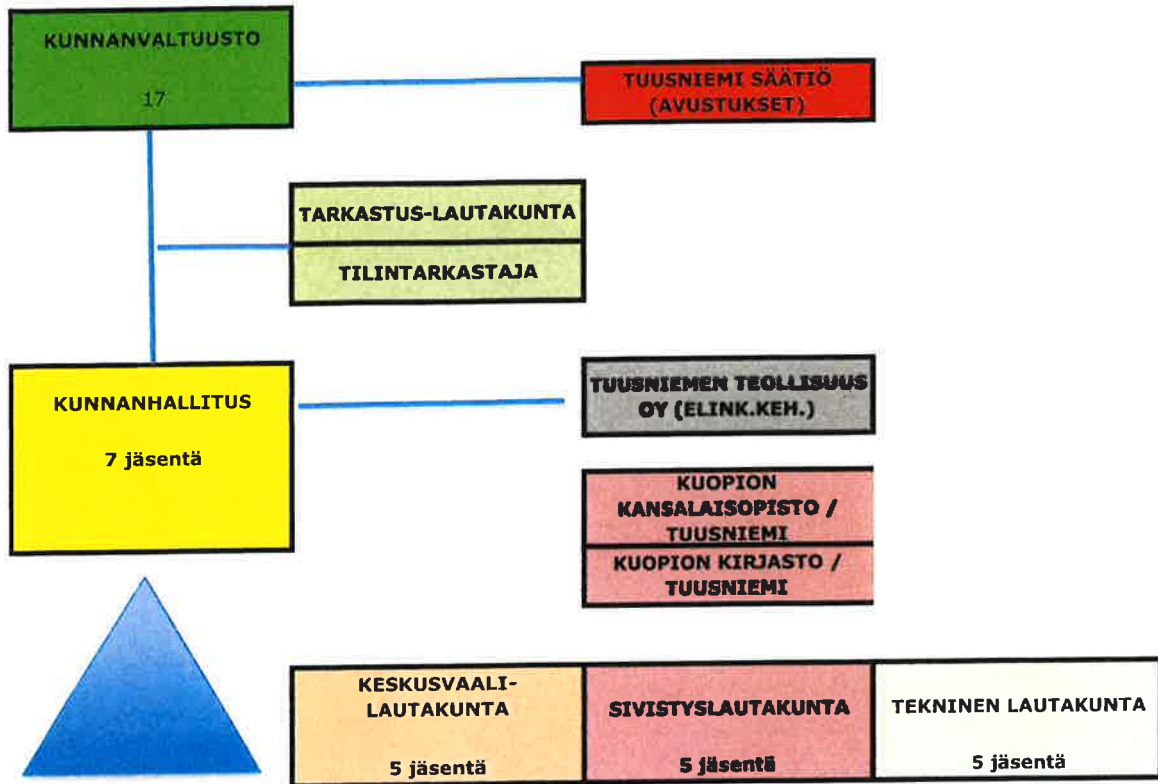 KUNNANVALTUUSTO
17
TUUSNIEMI SÄÄTIÖ
(AVUSTUKSET)
TARKASTUS-LAUTAKUNTA
TILINTARKASTAJA
KUNNANHALLITUS
7 jäsentä
TUUSNIEMEN TEOLLISUUS
OY (ELINK.KEH.)
KUOPION
KANSALAISOPISTO /
TUUSNIEMI
KUOPION KIRJASTO /
TUUSNIEMI
KESKUSVAALI-
LAUTAKUNTA
5 jäsentä
SIVISTYSLAUTAKUNTA
5 jäsentä
TEKNINEN LAUTAKUNTA
5 jäsentä